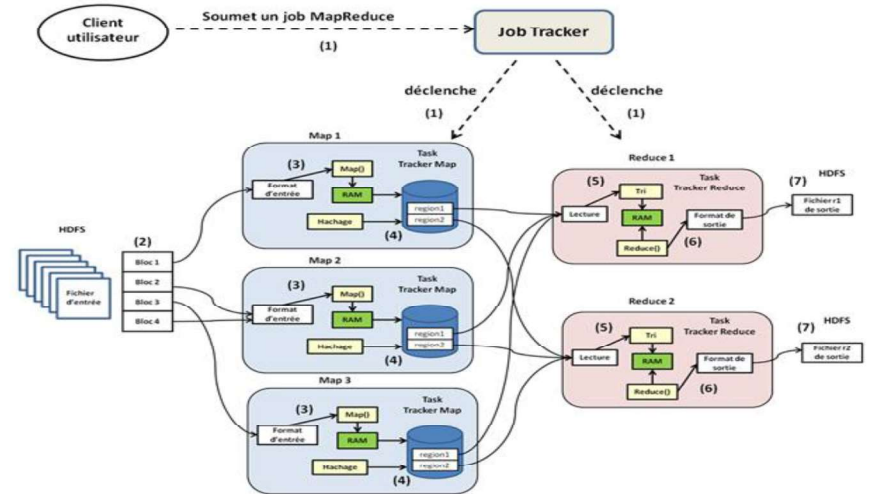 Client
utilisateur
Soumet un job MapReduce
(1)
Job Tracker
déclenche
(1)
déclenche
(1)
HDFS
Fichier
d'entrée
(2)
Bloc 1
Bloc 2
Bloc 3
Bloc 4
Map 1
(3)
Format
d'entrée
Map()
RAM
Hachage
Task
Tracker Map
region1
region2
(4)
Map 2
(3)
Format
d'entrée
Map()
RAM
Hachage
Task
Tracker Map
region1
region2
(4)
Map 3
(3)
Format
d'entrée
Map()
RAM
Hachage
Task
Tracker Map
region1
region2
(4)
Reduce 1
(5)
Lecture
Tri
RAM
Reduce()
Task
Tracker Reduce
Format de
sortie
(6)
(7)
HDFS
Fichier r1
de sortie
Reduce 2
(5)
Lecture
Tri
RAM
Reduce()
Task
Tracker Reduce
Format de
sortie
(6)
(7)
HDFS
Fichier r2
de sortie